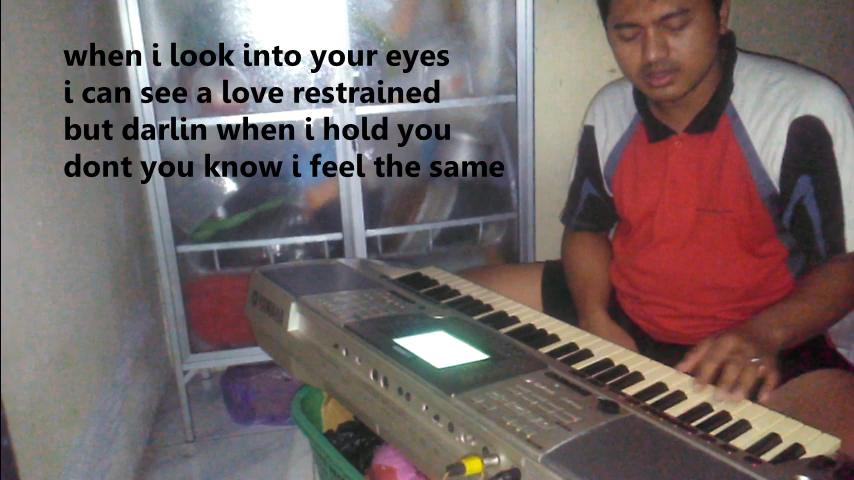 when i look into your eyes
i can see a love restrained
but darlin when i hold you
dont you know i feel the same
YAMAHA